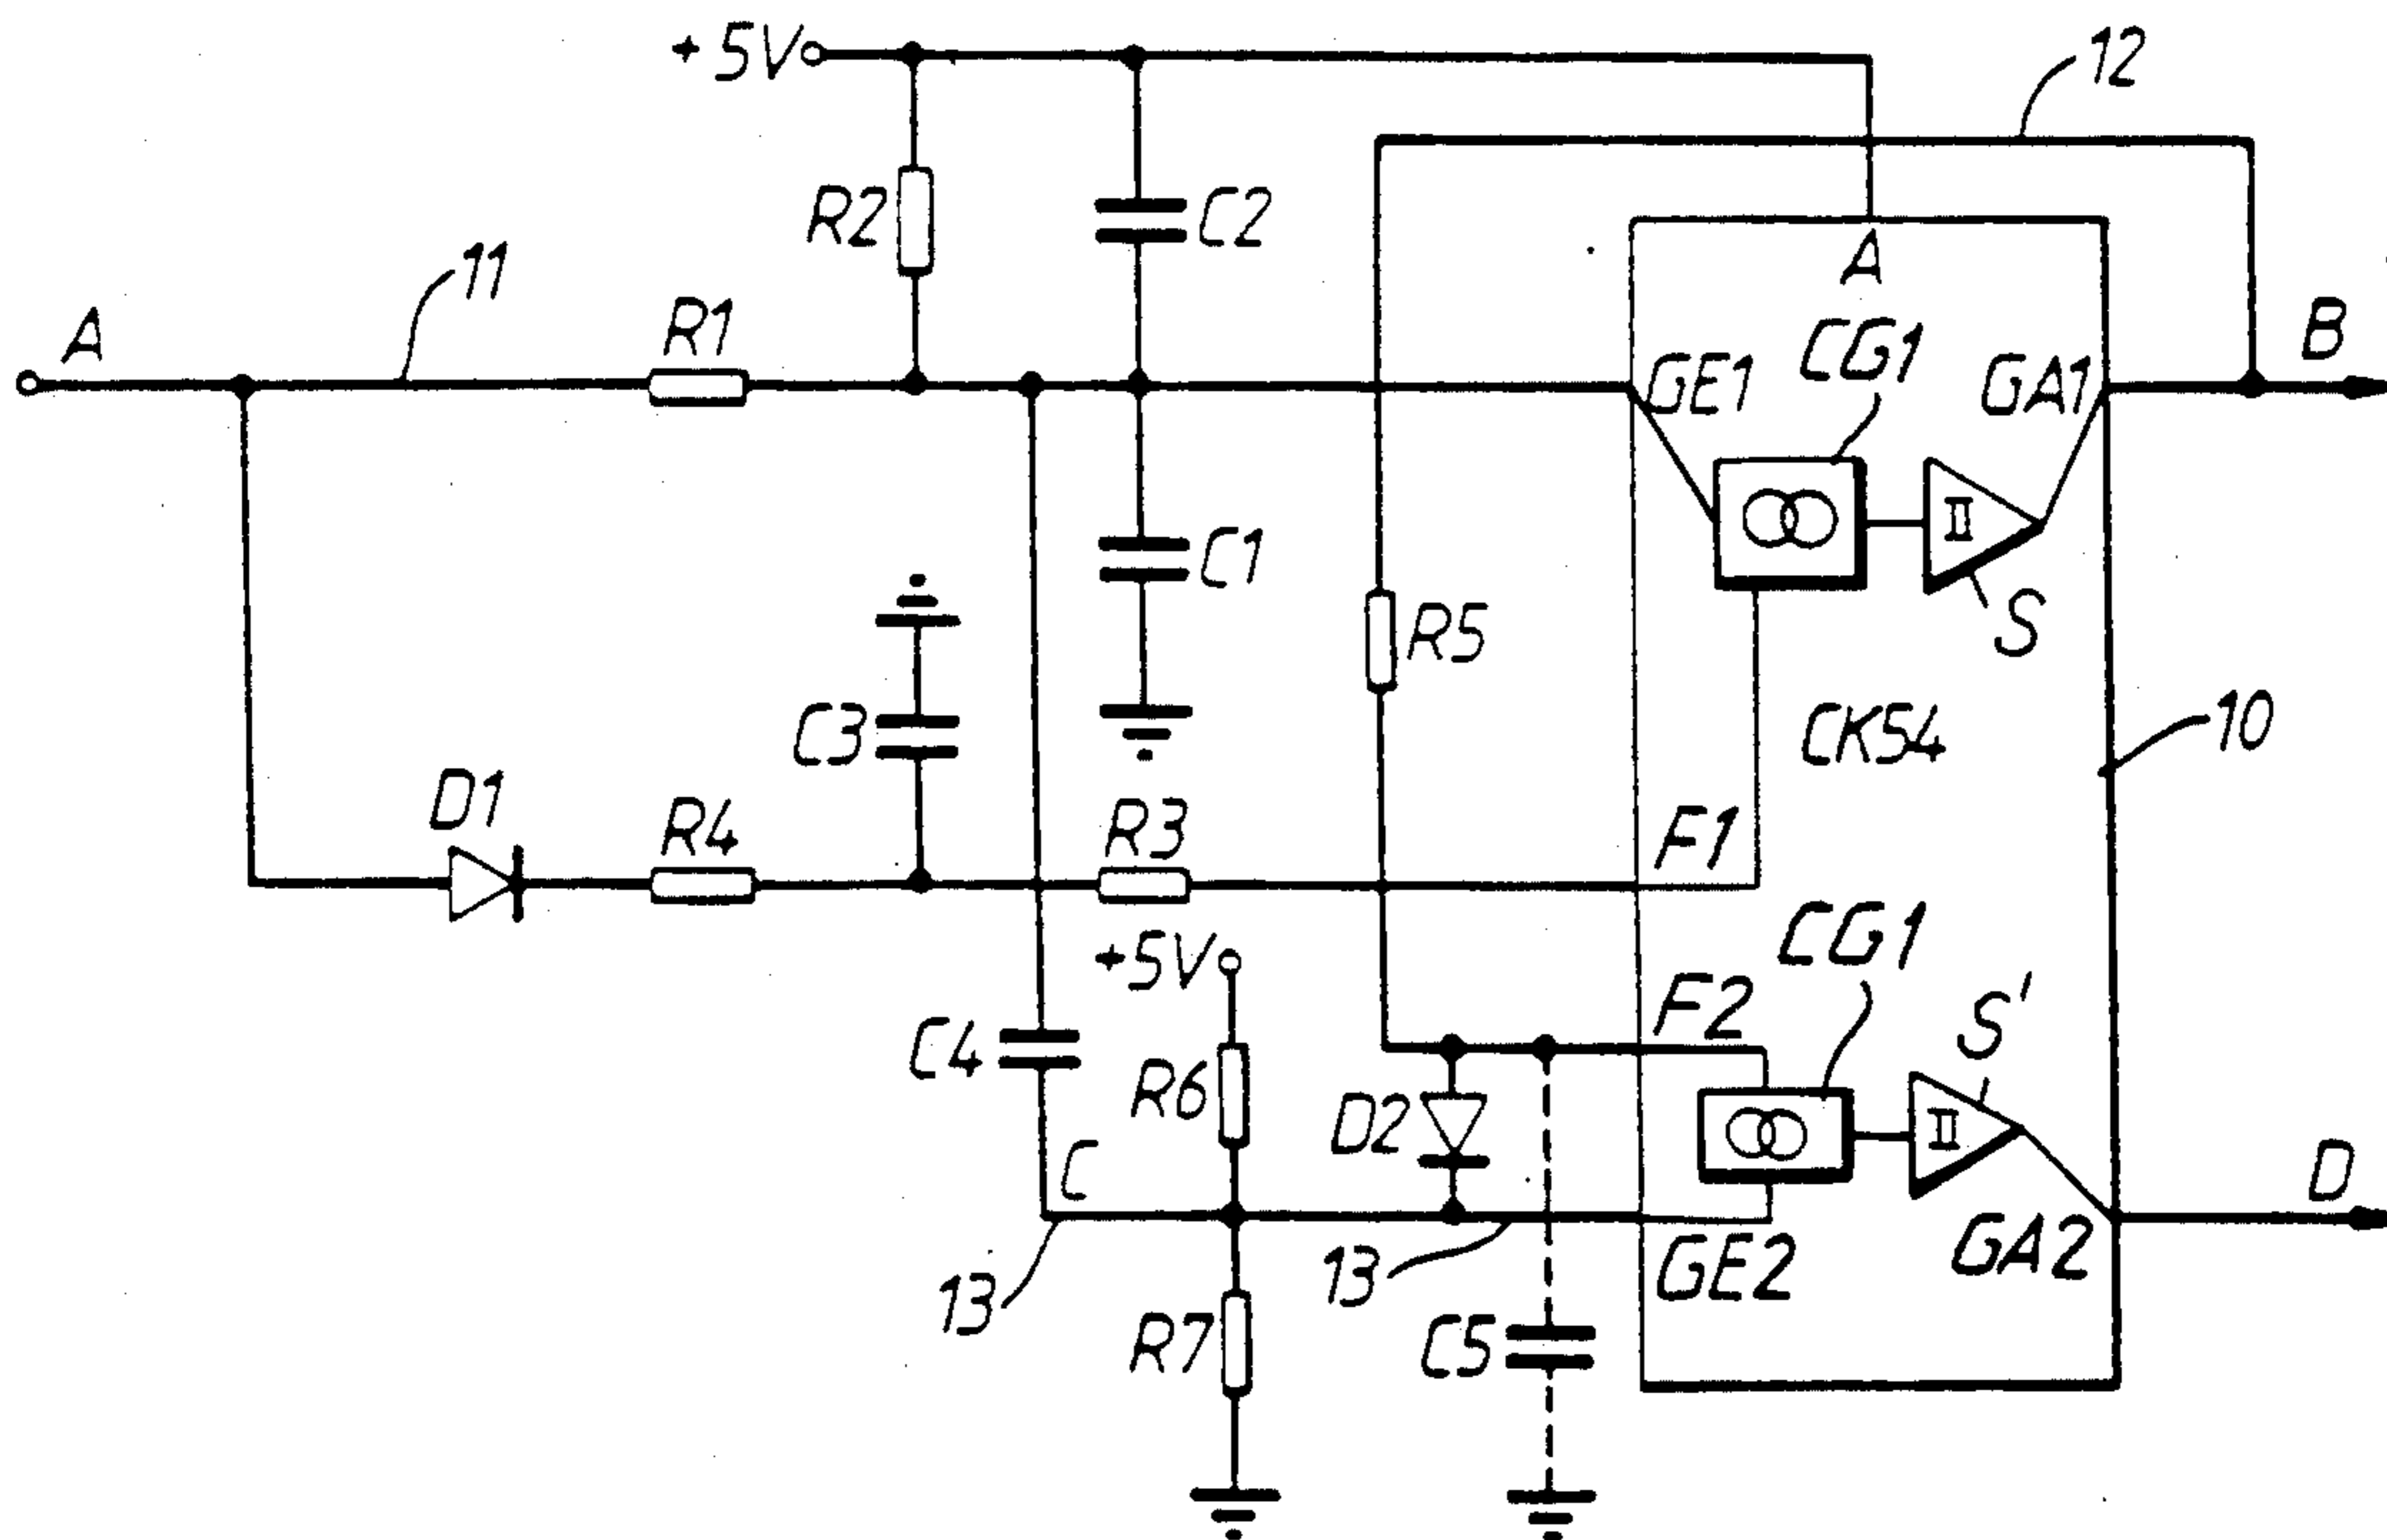 +5V
12
R2
C2
A
11
R1
A
CG1
B
GE1
GA1
C1
S
R5
CK54
10
C3
D1
R4
R3
F1
+5V
CG1
F2
S'
C4
R6
D2
C
D
13
13
GE2
GA2
R7
C5